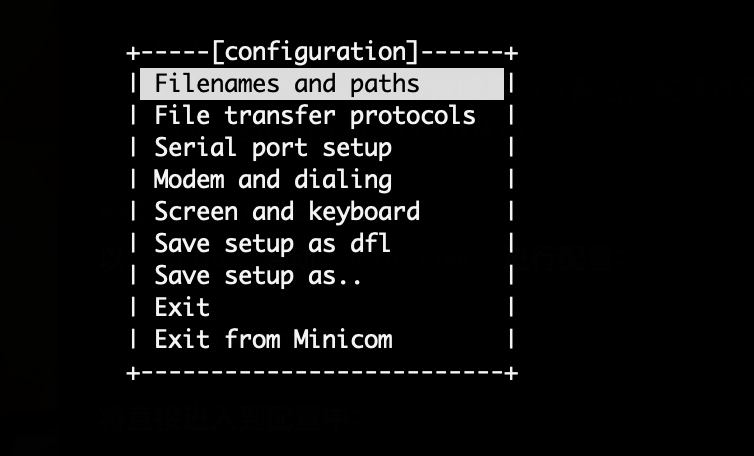 +-----[configuration]------+
| Filenames and paths      |
| File transfer protocols  |
| Serial port setup        |
| Modem and dialing        |
| Screen and keyboard      |
| Save setup as dfl        |
| Save setup as..          |
| Exit                     |
| Exit from Minicom        |
+--------------------------+